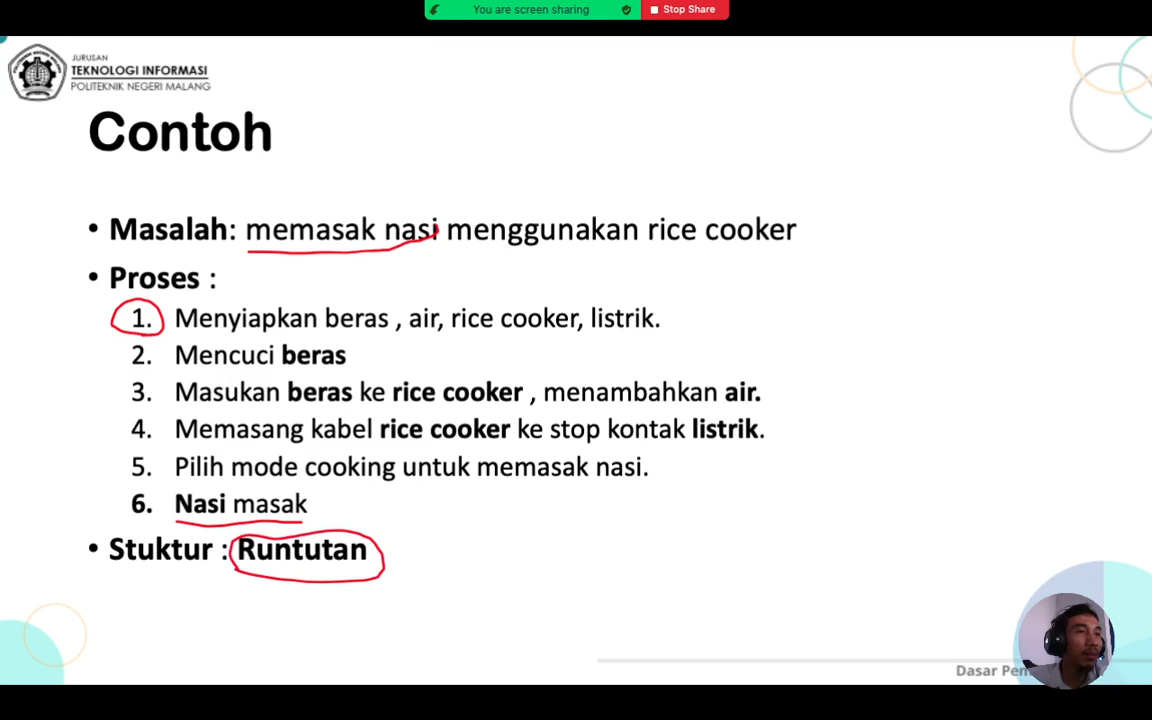 You are screen sharing
Stop Share
JURUSAN
TEKNOLOGI INFORMASI
POLITEKNIK NEGERI MALANG
Contoh
• Masalah: memasak nasi menggunakan rice cooker
• Proses :
1. Menyiapkan beras , air, rice cooker, listrik.
2. Mencuci beras
3. Masukan beras ke rice cooker , menambahkan air.
4. Memasang kabel rice cooker ke stop kontak listrik.
5. Pilih mode cooking untuk memasak nasi.
6. Nasi masak
• Stuktur : Runtutan
Dasar